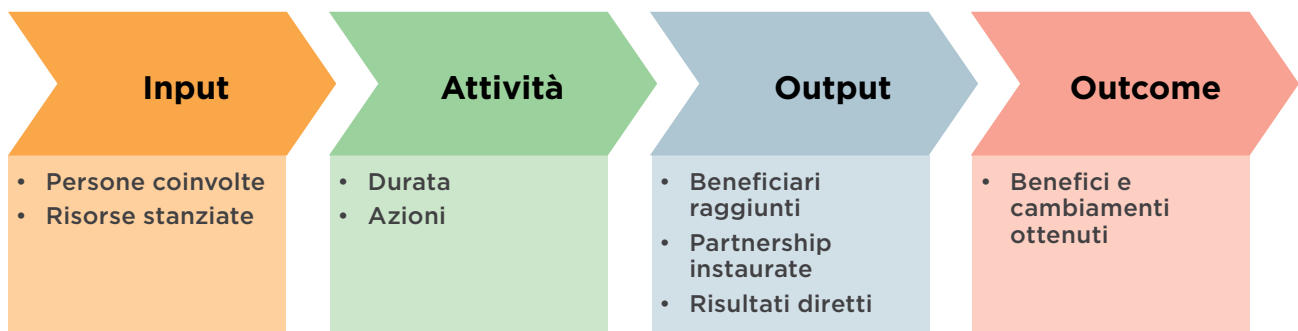 Input
• Persone coinvolte
• Risorse stanziate
Attività
• Durata
• Azioni
Output
• Beneficiari
raggiunti
• Partnership
instaurate
• Risultati diretti
Outcome
• Benefici e
cambiamenti
ottenuti